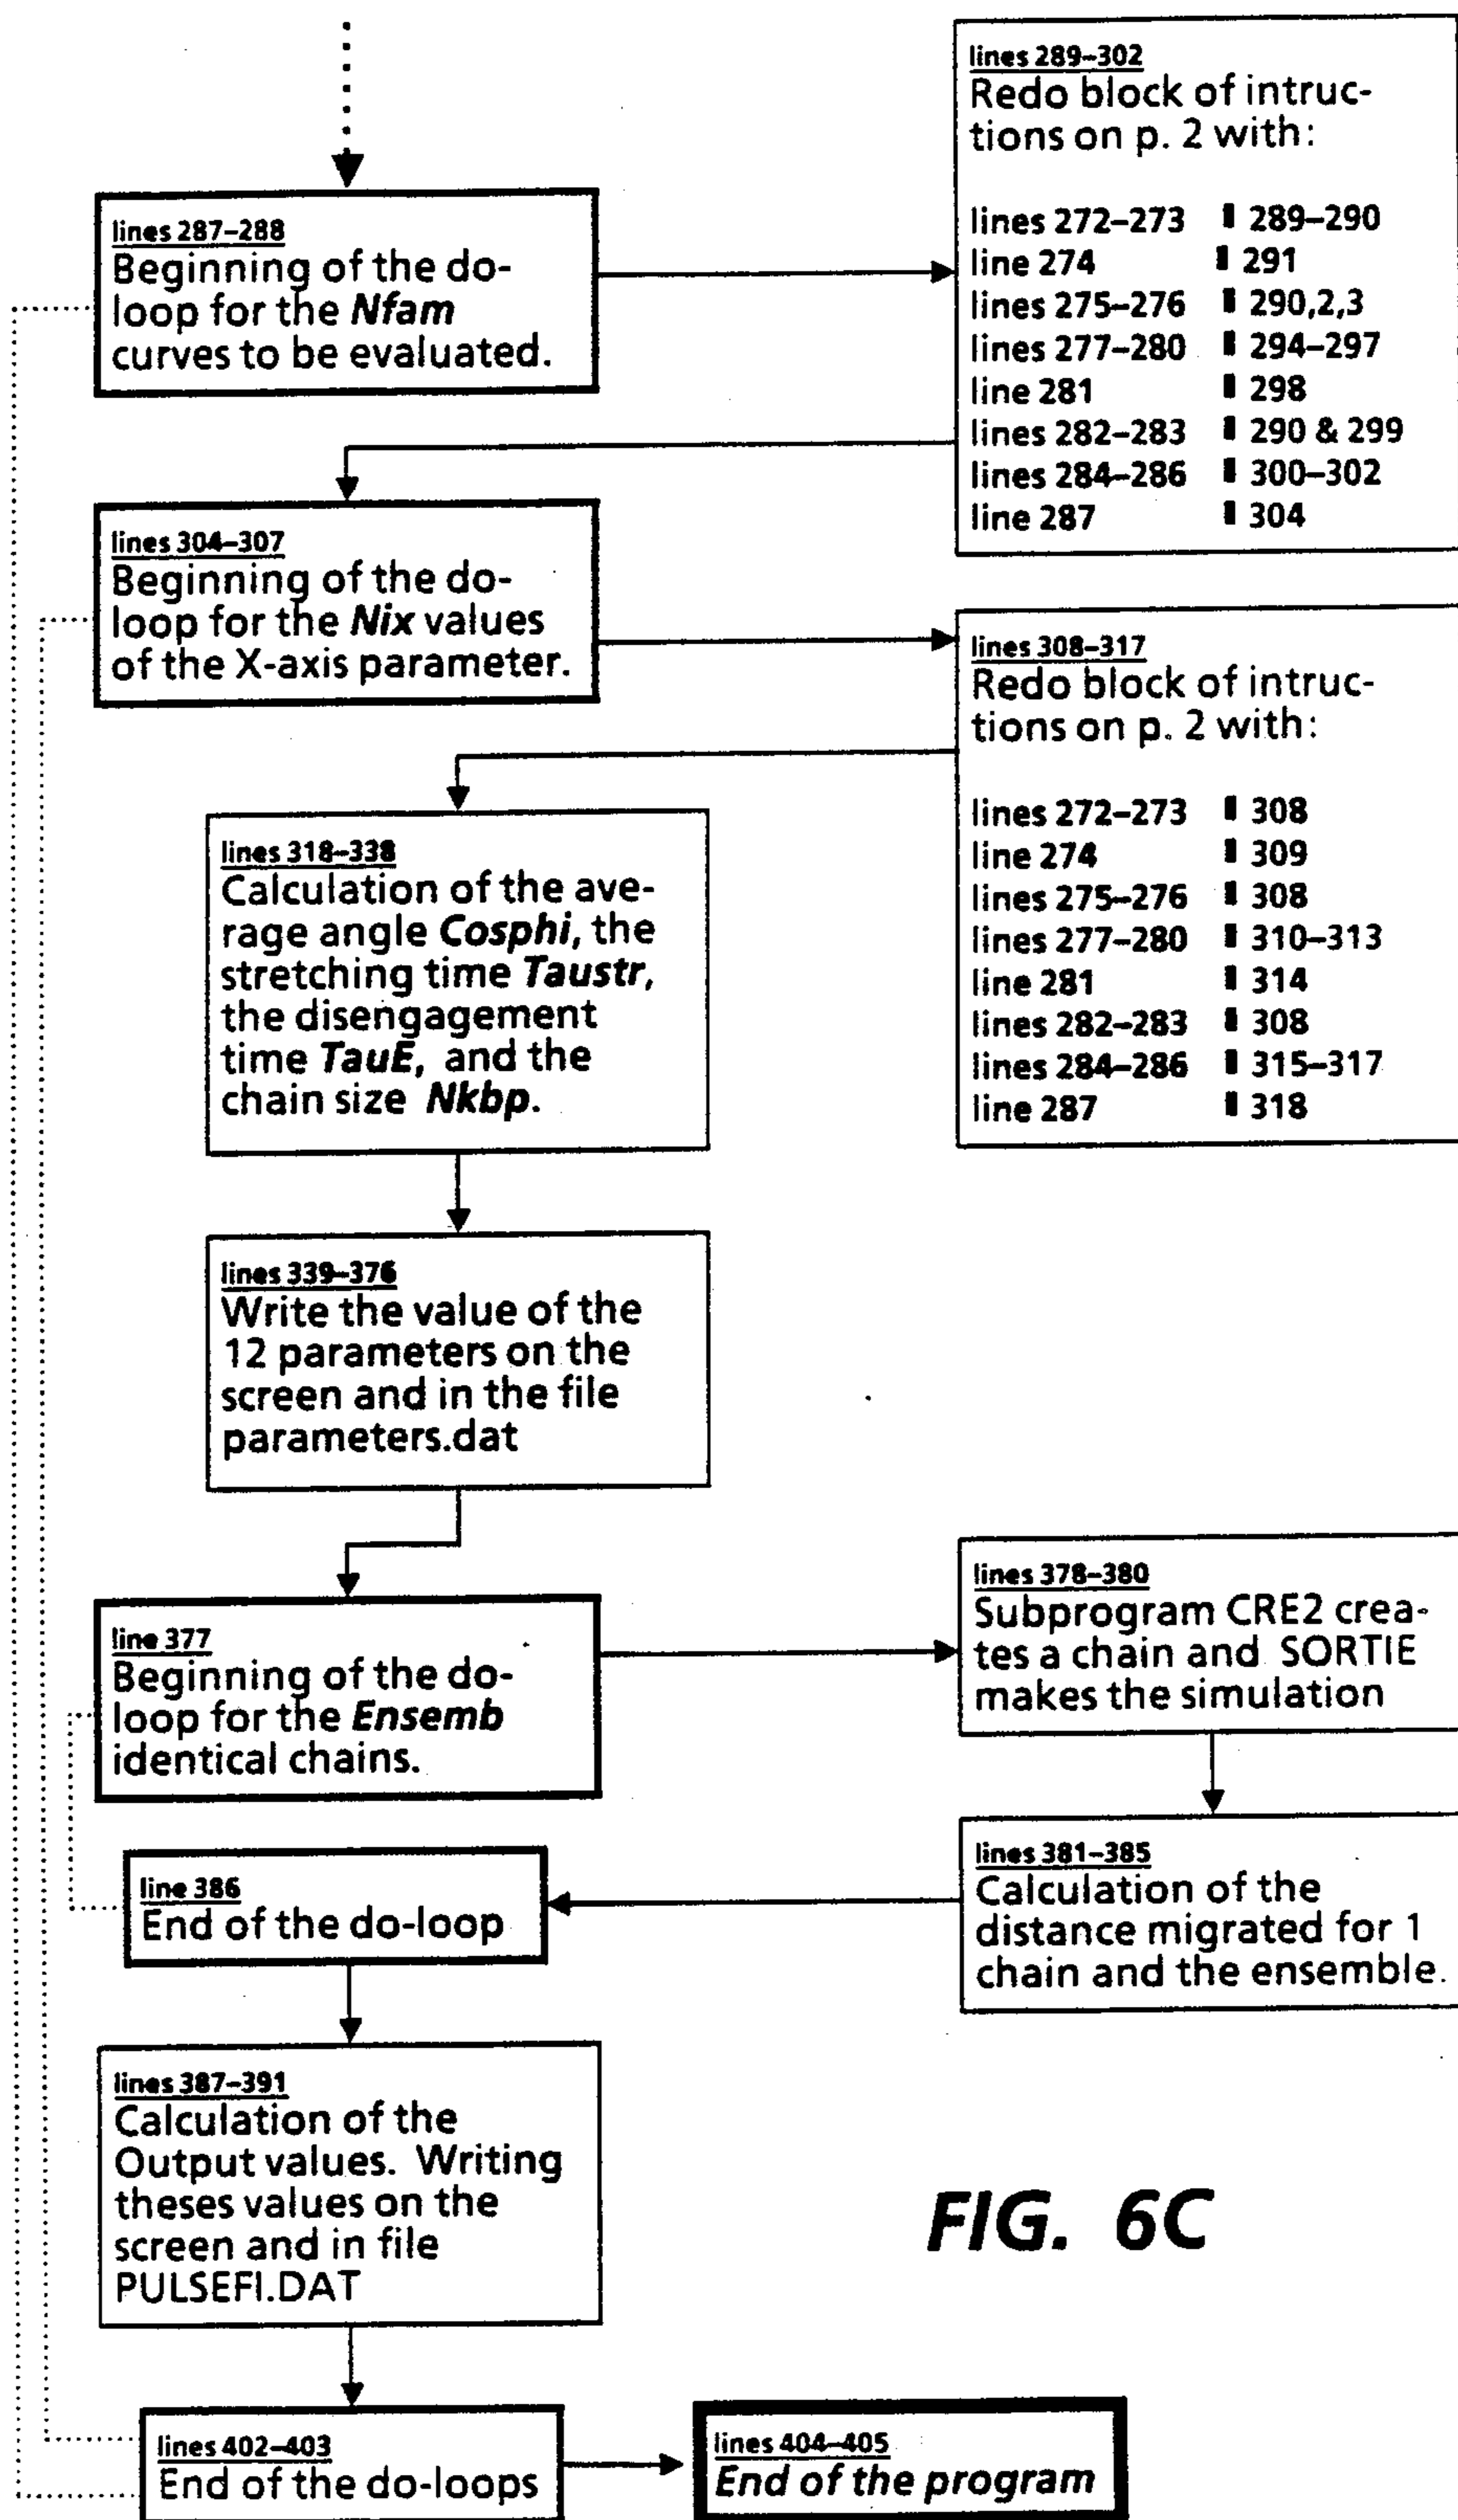 lines 287–288
Beginning of the do-
loop for the Nfam
curves to be evaluated.
lines 289–302
Redo block of intruc-
tions on p. 2 with:
lines 272–273 ▮ 289–290
line 274 ▮ 291
lines 275–276 ▮ 290,2,3
lines 277–280 ▮ 294–297
line 281 ▮ 298
lines 282–283 ▮ 290 & 299
lines 284–286 ▮ 300–302
line 287 ▮ 304
lines 304–307
Beginning of the do-
loop for the Nix values
of the X-axis parameter.
lines 308–317
Redo block of intruc-
tions on p. 2 with:
lines 272–273 ▮ 308
line 274 ▮ 309
lines 275–276 ▮ 308
lines 277–280 ▮ 310–313
line 281 ▮ 314
lines 282–283 ▮ 308
lines 284–286 ▮ 315–317
line 287 ▮ 318
lines 318–338
Calculation of the ave-
rage angle Cosphi, the
stretching time Taustr,
the disengagement
time TauE, and the
chain size Nkbp.
lines 339–376
Write the value of the
12 parameters on the
screen and in the file
parameters.dat
line 377
Beginning of the do-
loop for the Ensemb
identical chains.
lines 378–380
Subprogram CRE2 crea-
tes a chain and SORTIE
makes the simulation
lines 381–385
Calculation of the
distance migrated for 1
chain and the ensemble.
line 386
End of the do-loop
lines 387–391
Calculation of the
Output values. Writing
theses values on the
screen and in file
PULSEFI.DAT
FIG. 6C
lines 402–403
End of the do-loops
lines 404–405
End of the program